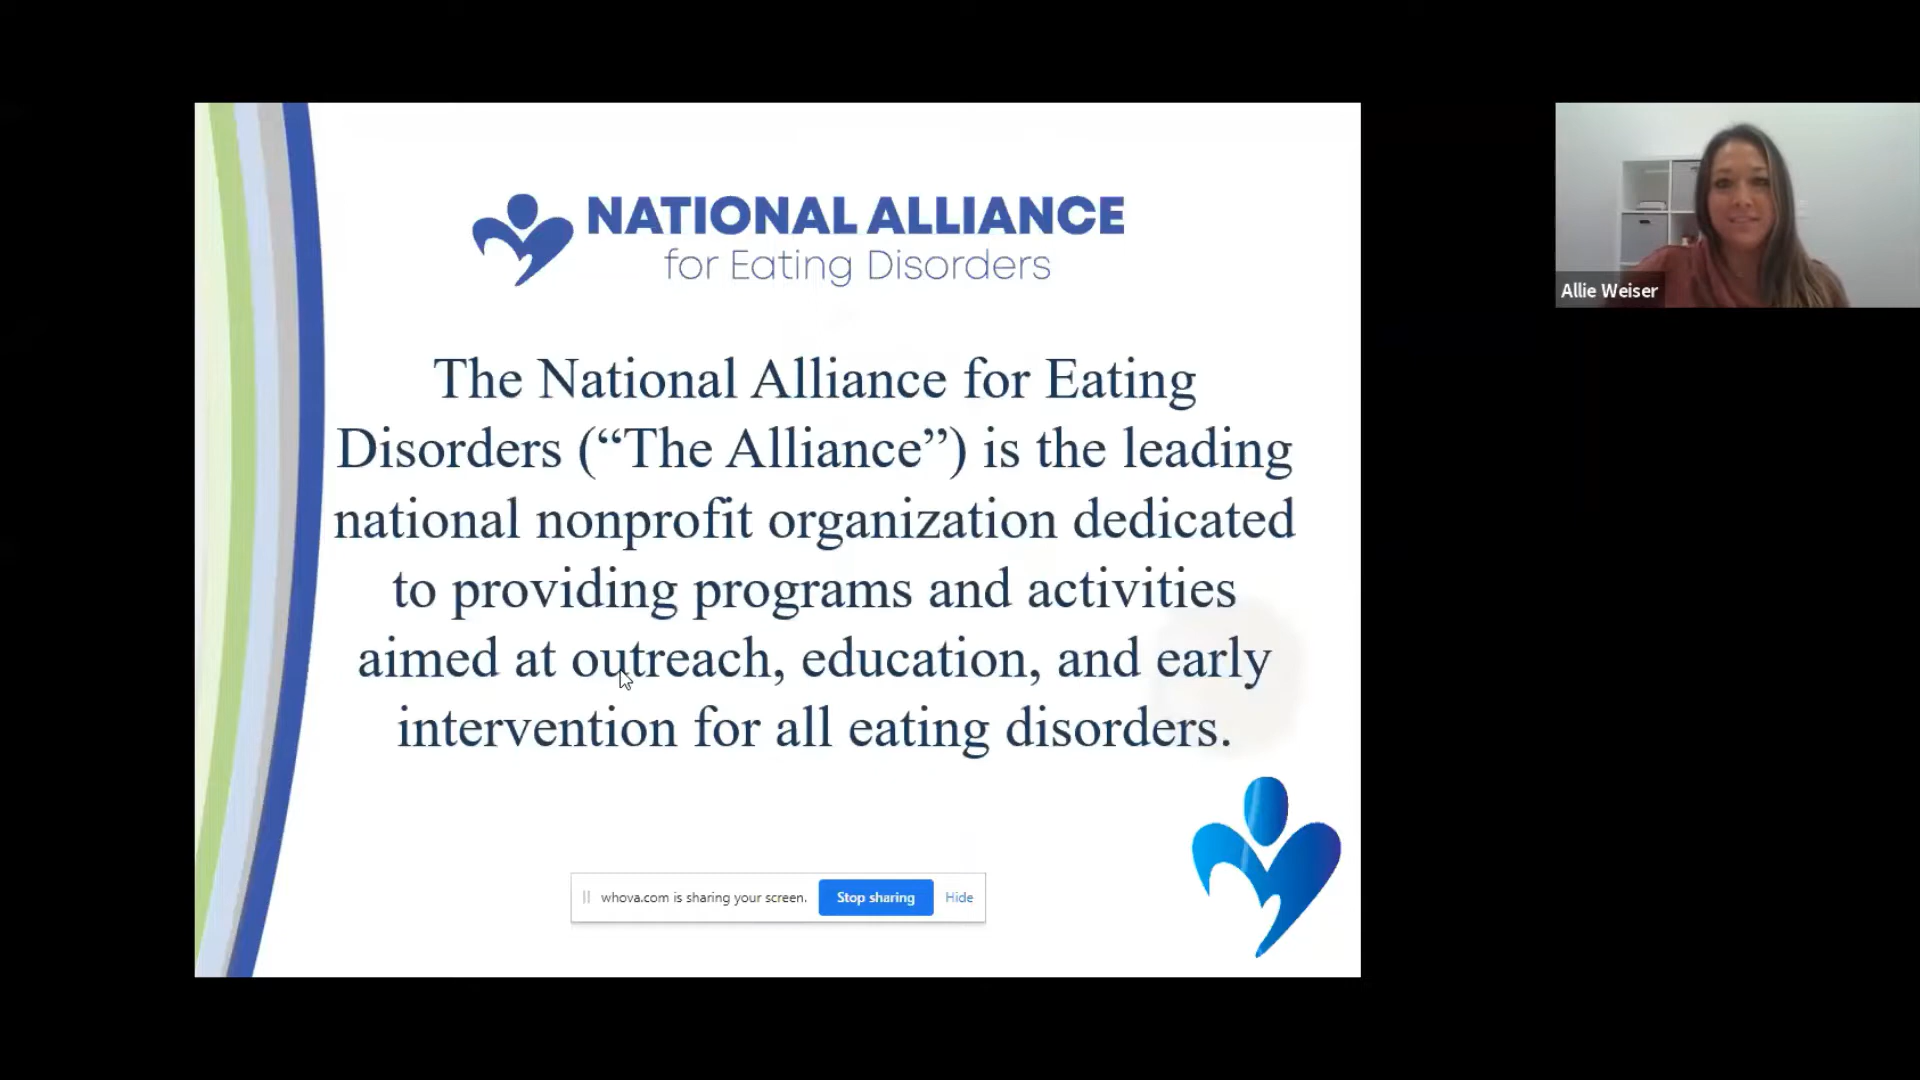 NATIONAL ALLIANCE
for Eating Disorders
The National Alliance for Eating
Disorders (“The Alliance”) is the leading
national nonprofit organization dedicated
to providing programs and activities
aimed at outreach, education, and early
intervention for all eating disorders.
whova.com is sharing your screen.
Stop sharing
Hide
Allie Weiser